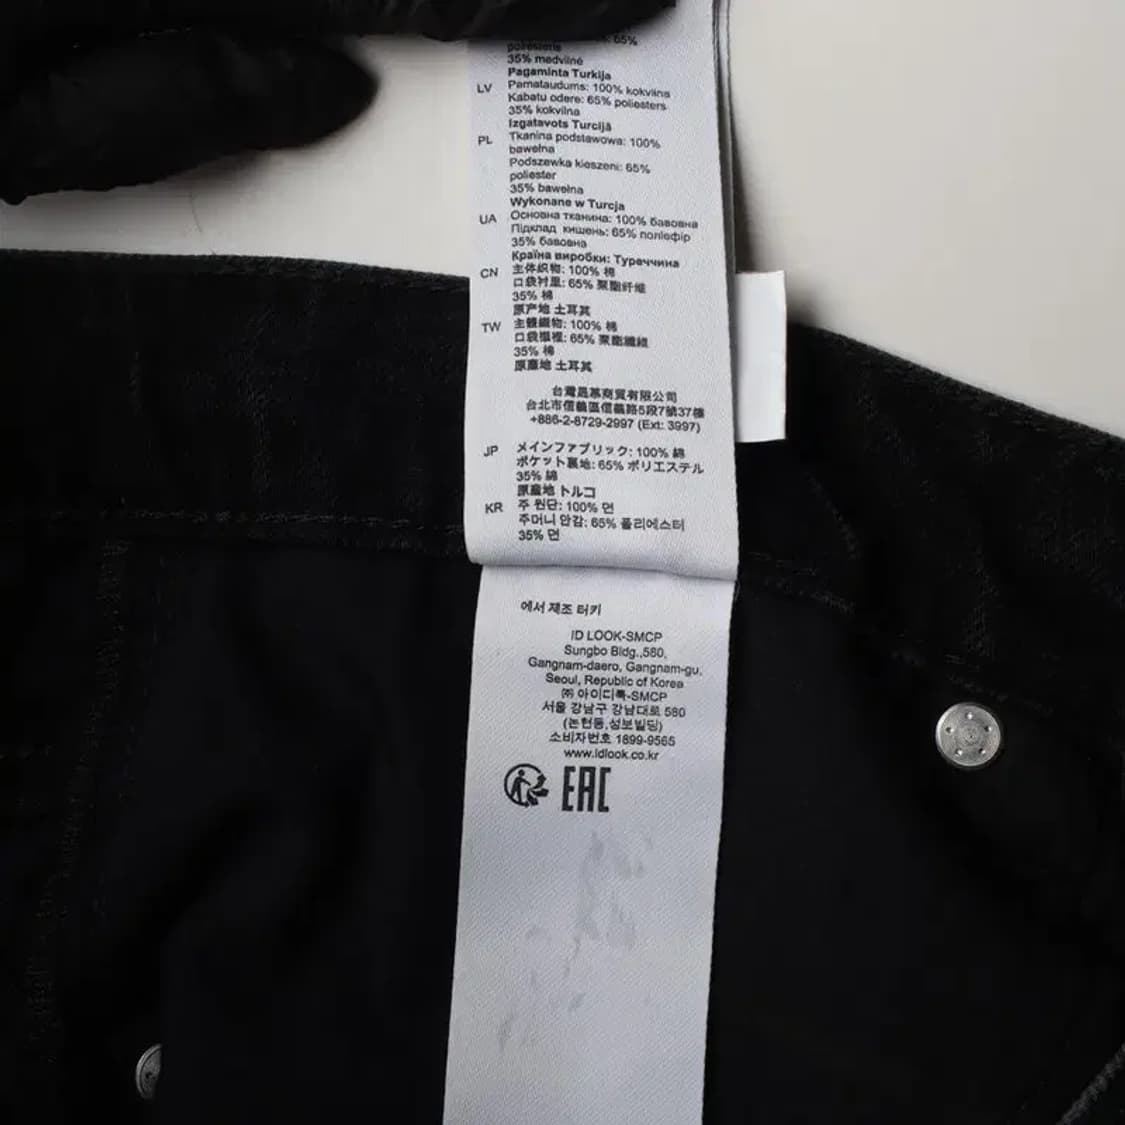 65%
poliesteris
35% medvilnė
Pagaminta Turkija
LV Pamataudums: 100% kokvilna
Kabatu odere: 65% poliesters
35% kokvilna
Izgatavots Turcijā
PL Tkanina podstawowa: 100%
bawełna
Podszewka kieszeni: 65%
poliester
35% bawełna
Wykonane w Turcja
UA Основна тканина: 100% бавовна
Підклад кишень: 65% поліефір
35% бавовна
Країна виробки: Туреччина
CN 主体织物: 100% 棉
口袋衬里: 65% 聚酯纤维
35% 棉
原产地 土耳其
TW 主體織物: 100% 棉
口袋襯裡: 65% 聚酯纖維
35% 棉
原產地 土耳其
台灣晟慕商貿有限公司
台北市信義區信義路5段7號37樓
+886-2-8729-2997 (Ext: 3997)
JP メインファブリック: 100% 綿
ポケット裏地: 65% ポリエステル
35% 綿
原産地 トルコ
KR 주 원단: 100% 면
주머니 안감: 65% 폴리에스터
35% 면
에서 제조 터키
ID LOOK-SMCP
Sungbo Bldg.,580,
Gangnam-daero, Gangnam-gu,
Seoul, Republic of Korea
㈜ 아이디룩-SMCP
서울 강남구 강남대로 580
(논현동,성보빌딩)
소비자번호 1899-9565
www.idlook.co.kr
EAC